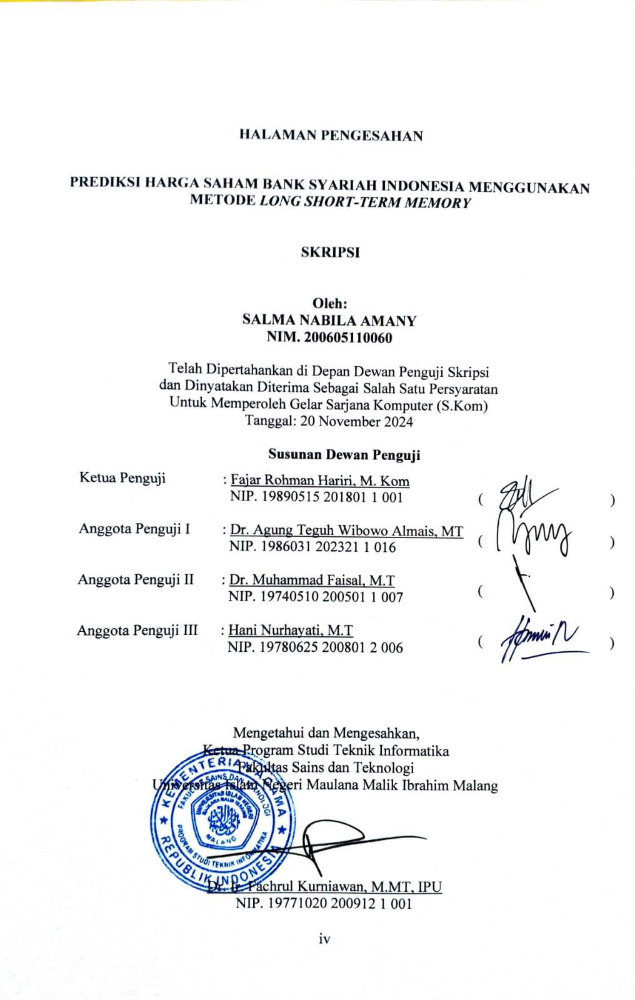 HALAMAN PENGESAHAN
PREDIKSI HARGA SAHAM BANK SYARIAH INDONESIA MENGGUNAKAN
METODE LONG SHORT-TERM MEMORY
SKRIPSI
Oleh:
SALMA NABILA AMANY
NIM. 200605110060
Telah Dipertahankan di Depan Dewan Penguji Skripsi
dan Dinyatakan Diterima Sebagai Salah Satu Persyaratan
Untuk Memperoleh Gelar Sarjana Komputer (S.Kom)
Tanggal: 20 November 2024
Susunan Dewan Penguji
Ketua Penguji : Fajar Rohman Hariri, M. Kom
NIP. 19890515 201801 1 001 ( )
Anggota Penguji I : Dr. Agung Teguh Wibowo Almais, MT
NIP. 1986031 202321 1 016 ( )
Anggota Penguji II : Dr. Muhammad Faisal, M.T
NIP. 19740510 200501 1 007 ( )
Anggota Penguji III : Hani Nurhayati, M.T
NIP. 19780625 200801 2 006 ( )
Mengetahui dan Mengesahkan,
Ketua Program Studi Teknik Informatika
Fakultas Sains dan Teknologi
Universitas Islam Negeri Maulana Malik Ibrahim Malang
KEMENTERIAN AGAMA
REPUBLIK INDONESIA
FAKULTAS SAINS DAN TEKNOLOGI
PROGRAM STUDI TEKNIK INFORMATIKA
UNIVERSITAS ISLAM NEGERI
MAULANA MALIK IBRAHIM
MALANG
Dr. Ir. Fachrul Kurniawan, M.MT, IPU
NIP. 19771020 200912 1 001
iv